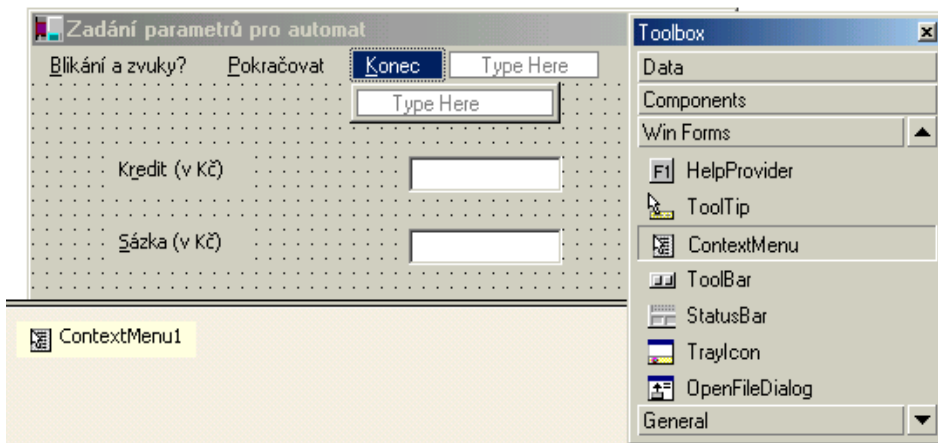 Zadání parametrů pro automat
Blikání a zvuky? Pokračovat Konec Type Here
Type Here
Kredit (v Kč)
Sázka (v Kč)
ContextMenu1
Toolbox
Data
Components
Win Forms
F1 HelpProvider
ToolTip
ContextMenu
ToolBar
StatusBar
TrayIcon
OpenFileDialog
General